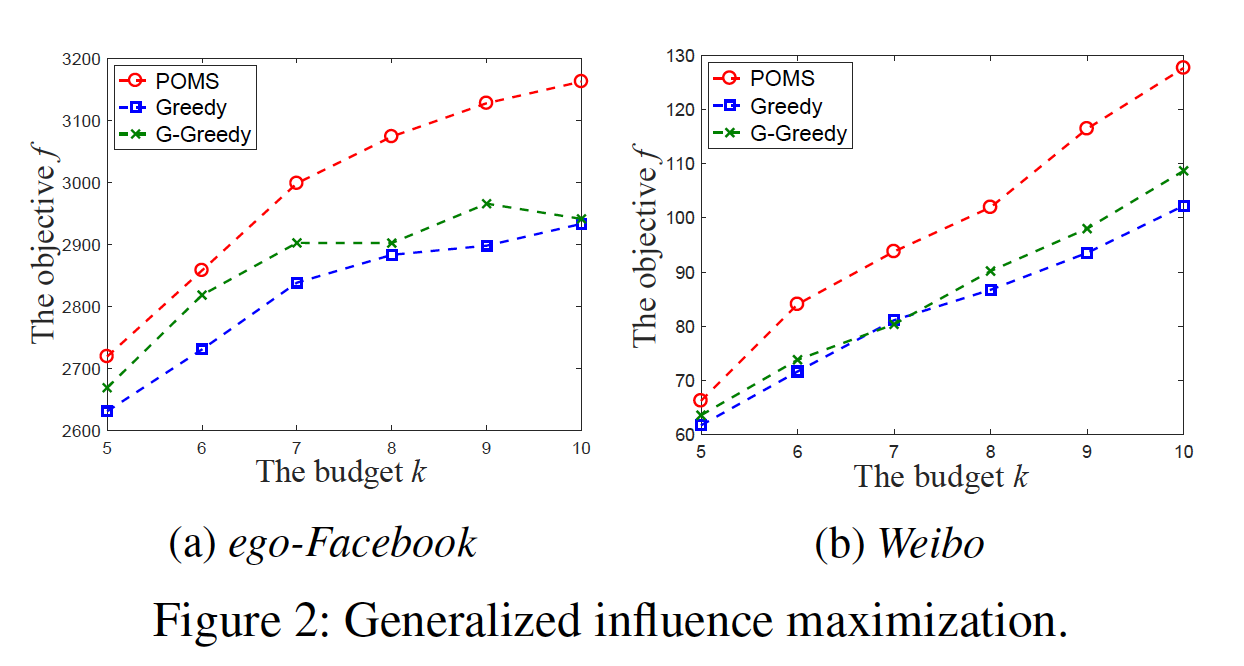 3200
3100
3000
2900
2800
2700
2600
POMS
Greedy
G-Greedy
The objective f
5 6 7 8 9 10
The budget k
(a) ego-Facebook
130
120
110
100
90
80
70
60
POMS
Greedy
G-Greedy
The objective f
5 6 7 8 9 10
The budget k
(b) Weibo
Figure 2: Generalized influence maximization.